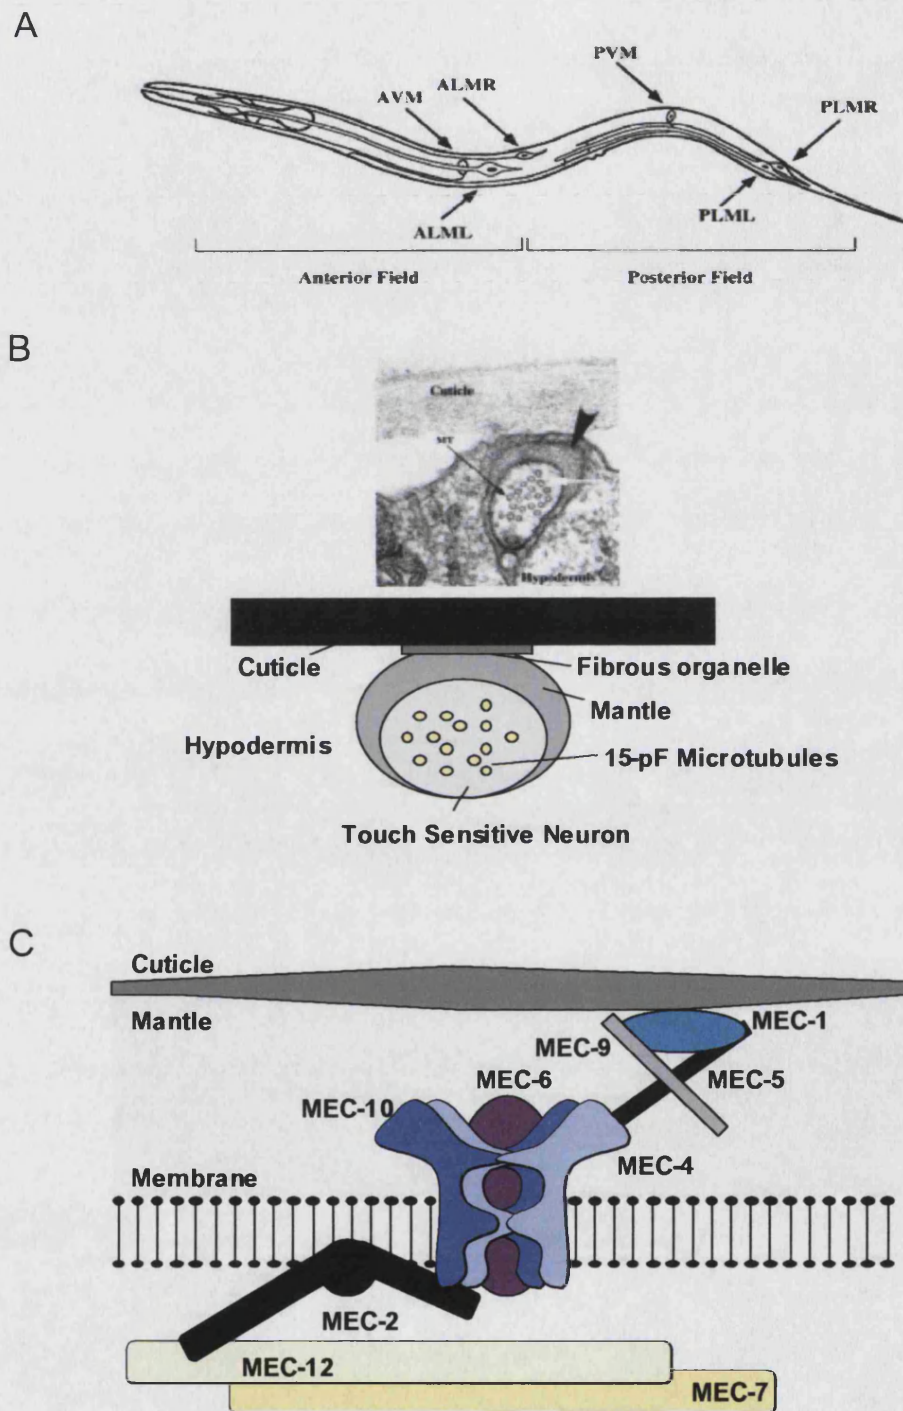 A
PVM
ALMR
AVM
PLMR
PLML
ALML
Anterior Field
Posterior Field
B
Cuticle
MT
Hypodermis
Cuticle
Fibrous organelle
Mantle
Hypodermis
15-pF Microtubules
Touch Sensitive Neuron
C
Cuticle
Mantle
MEC-1
MEC-9
MEC-5
MEC-6
MEC-10
MEC-4
Membrane
MEC-2
MEC-12
MEC-7